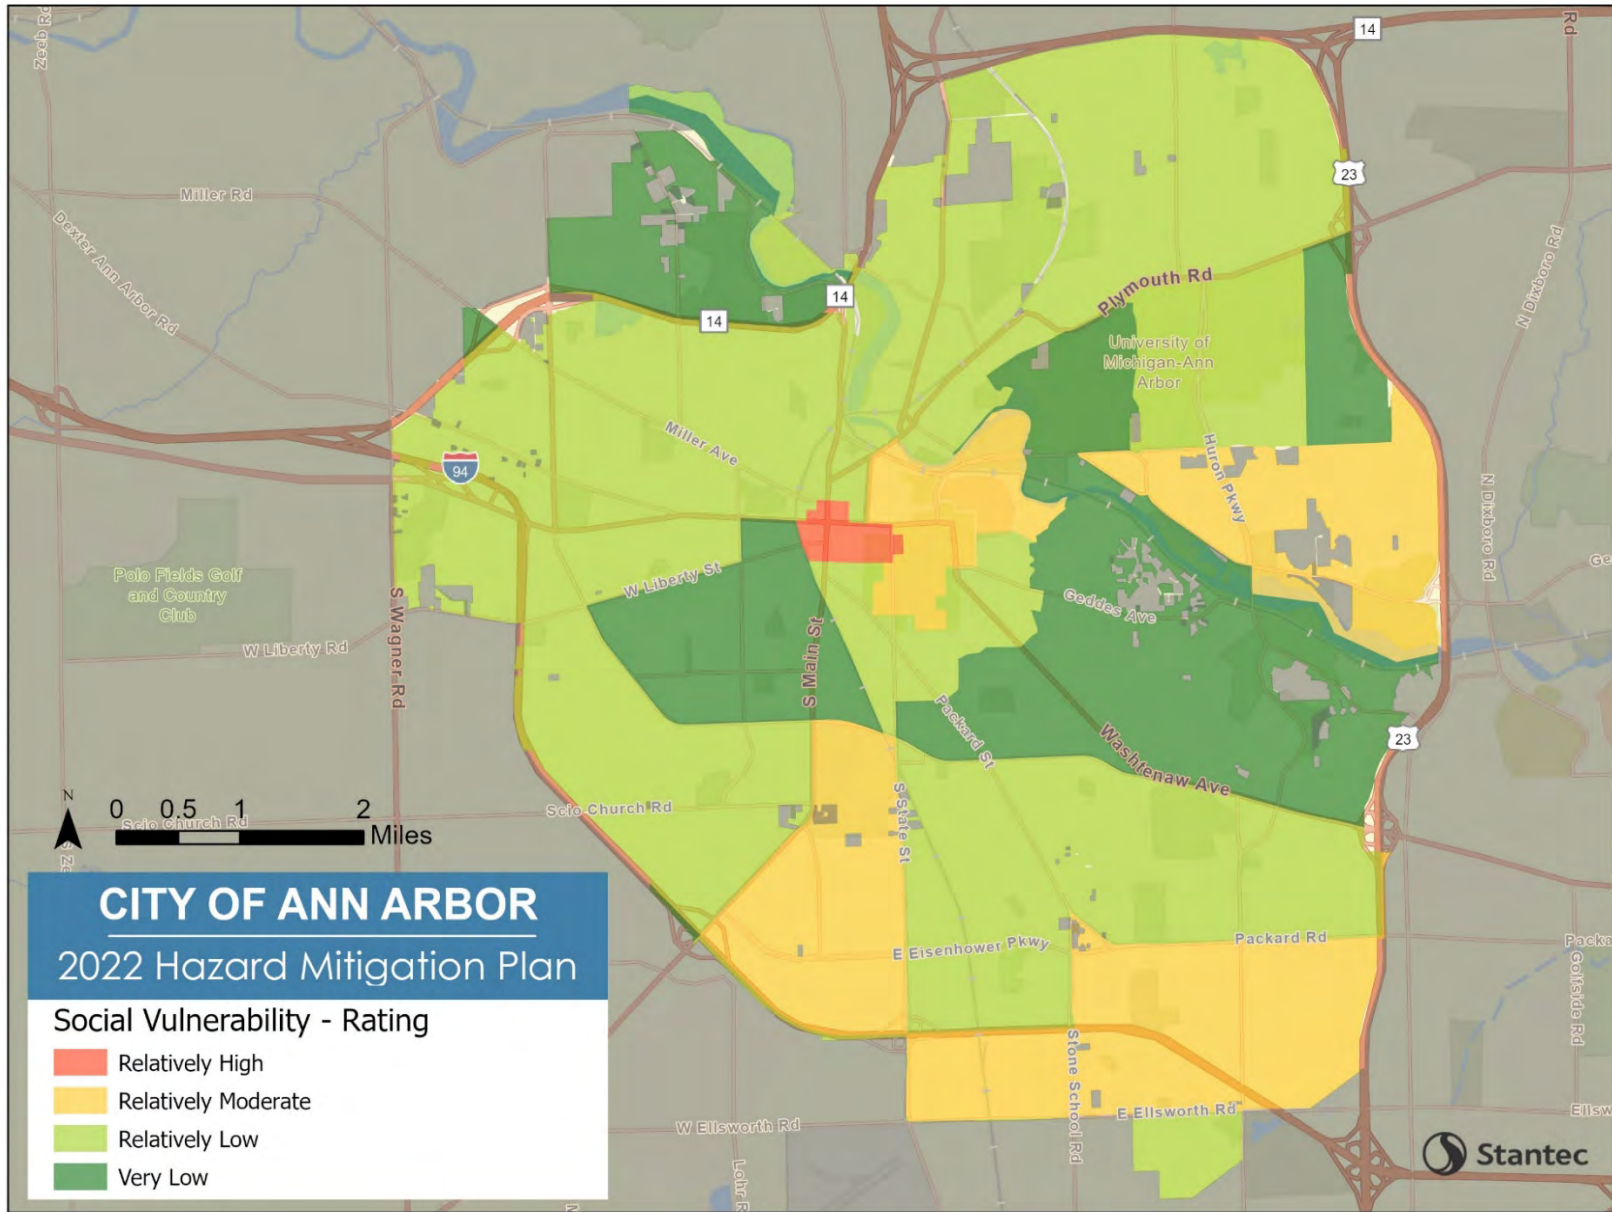 14
Rd
Zeeb Rd
23
Miller Rd
Dexter Ann Arbor Rd
N Dixboro Rd
Plymouth Rd
14
14
University of
Michigan-Ann
Arbor
Miller Ave
94
Huron Pkwy
N Dixboro Rd
Polo Fields Golf
and Country
Club
W Liberty St
Geddes Ave
S Wagner Rd
W Liberty Rd
S Main St
Packard St
Washtenaw Ave
23
N
0 0.5 1 2
Miles
Scio Church Rd
Scio Church Rd
S State St
CITY OF ANN ARBOR
2022 Hazard Mitigation Plan
E Eisenhower Pkwy
Packard Rd
Golfside Rd
Social Vulnerability - Rating
Relatively High
Relatively Moderate
Relatively Low
Very Low
Stone School Rd
W Ellsworth Rd
E Ellsworth Rd
Lohr R
Stantec